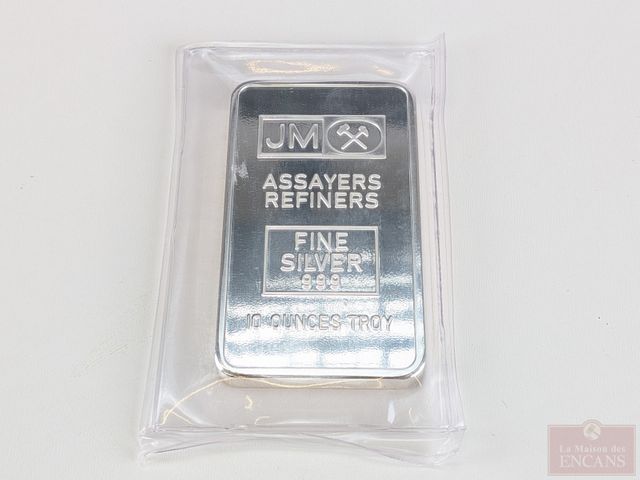 JM
ASSAYERS
REFINERS
FINE
SILVER
999
10 OUNCES TROY
La Maison des
ENCANS